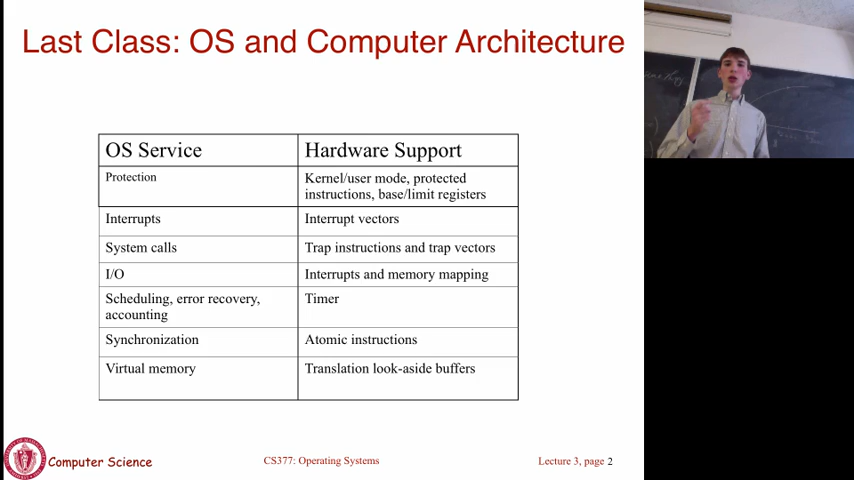 Last Class: OS and Computer Architecture
OS Service
Hardware Support
Protection
Kernel/user mode, protected
instructions, base/limit registers
Interrupts
Interrupt vectors
System calls
Trap instructions and trap vectors
I/O
Interrupts and memory mapping
Scheduling, error recovery,
accounting
Timer
Synchronization
Atomic instructions
Virtual memory
Translation look-aside buffers
Computer Science
CS377: Operating Systems
Lecture 3, page 2